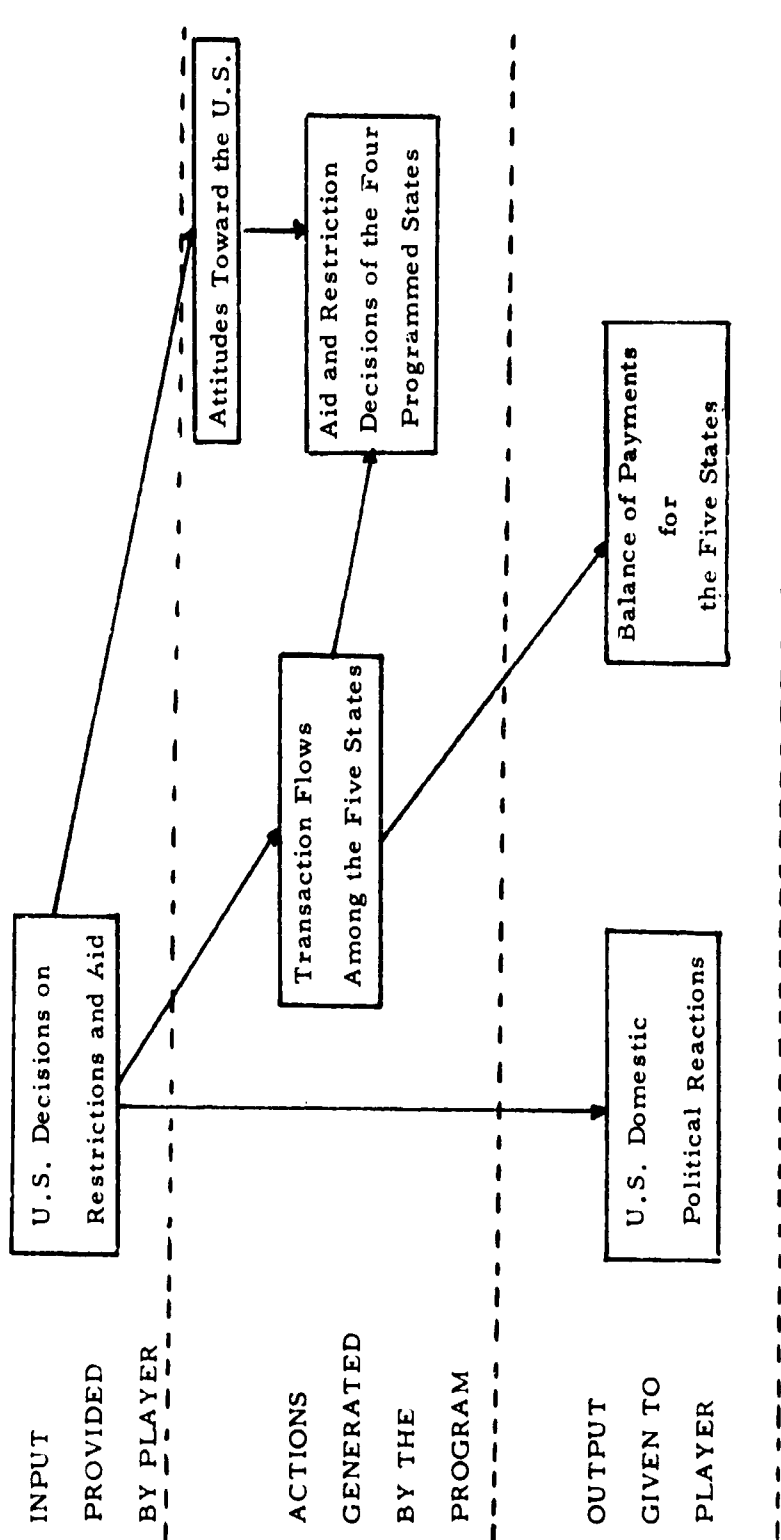 INPUT
PROVIDED
BY PLAYER
U.S. Decisions on
Restrictions and Aid
ACTIONS
GENERATED
BY THE
PROGRAM
Transaction Flows
Among the Five States
Attitudes Toward the U.S.
Aid and Restriction
Decisions of the Four
Programmed States
OUTPUT
GIVEN TO
PLAYER
U.S. Domestic
Political Reactions
Balance of Payments
for
the Five States